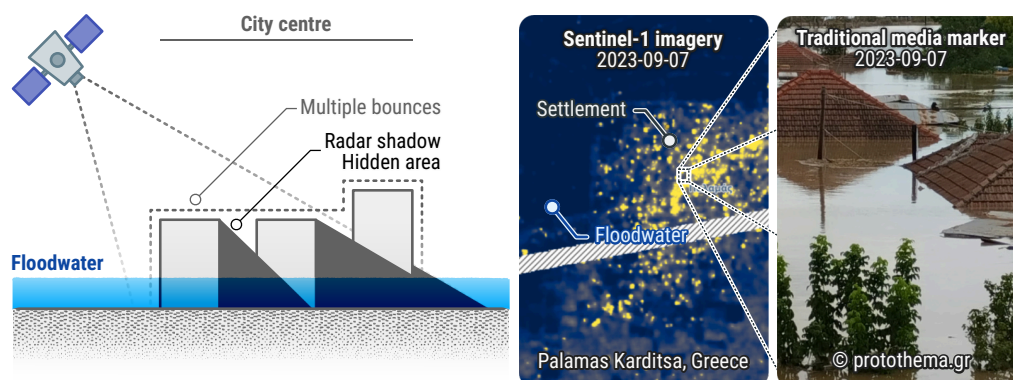 City centre
Multiple bounces
Radar shadow
Hidden area
Floodwater
Sentinel-1 imagery
2023-09-07
Settlement
Floodwater
Palamas Karditsa, Greece
Traditional media marker
2023-09-07
© protothema.gr